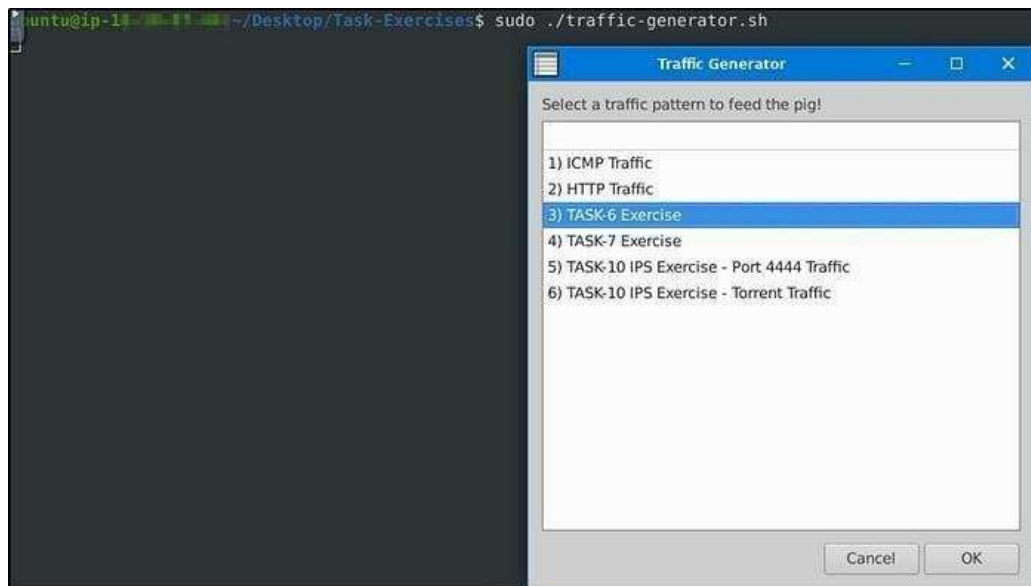 untu@ip-1 ~/Desktop/Task-Exercises$ sudo ./traffic-generator.sh
Traffic Generator
Select a traffic pattern to feed the pig!
1) ICMP Traffic
2) HTTP Traffic
3) TASK-6 Exercise
4) TASK-7 Exercise
5) TASK-10 IPS Exercise - Port 4444 Traffic
6) TASK-10 IPS Exercise - Torrent Traffic
Cancel OK